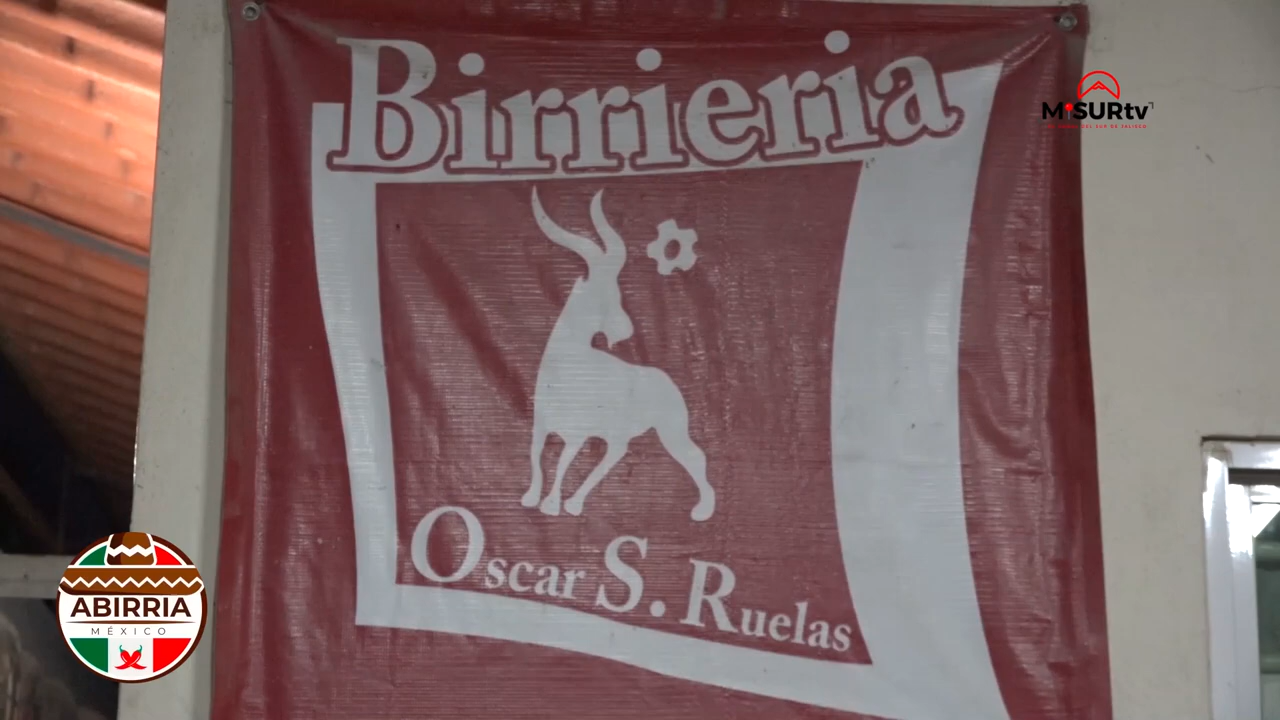 Birrieria
Oscar S. Ruelas
MiSURtv
ABIRRIA
MÉXICO